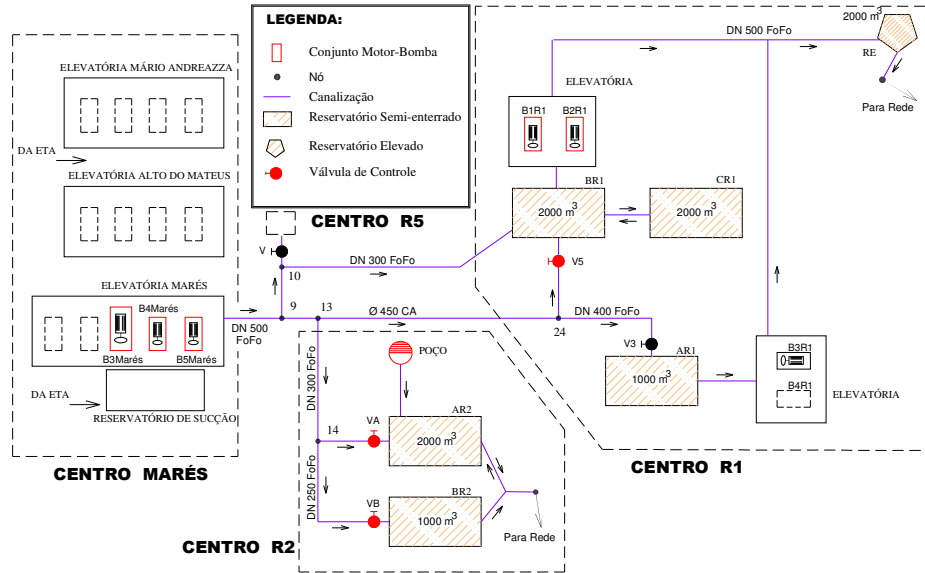 LEGENDA:
Conjunto Motor-Bomba
Nó
Canalização
Reservatório Semi-enterrado
Reservatório Elevado
Válvula de Controle
ELEVATÓRIA MÁRIO ANDREAZZA
DA ETA
ELEVATÓRIA ALTO DO MATEUS
ELEVATÓRIA MARÉS
B4Marés
B3Marés
B5Marés
DA ETA
RESERVATÓRIO DE SUCÇÃO
CENTRO MARÉS
DN 500
FoFo
CENTRO R5
V
10
9
13
DN 300 FoFo
Ø 450 CA
24
DN 400 FoFo
DN 300 FoFo
14
DN 250 FoFo
POÇO
VA
AR2
2000 m³
VB
BR2
1000 m³
Para Rede
CENTRO R2
ELEVATÓRIA
B1R1
B2R1
BR1
2000 m³
CR1
2000 m³
V5
V3
AR1
1000 m³
B3R1
B4R1
ELEVATÓRIA
DN 500 FoFo
2000 m³
RE
Para Rede
CENTRO R1